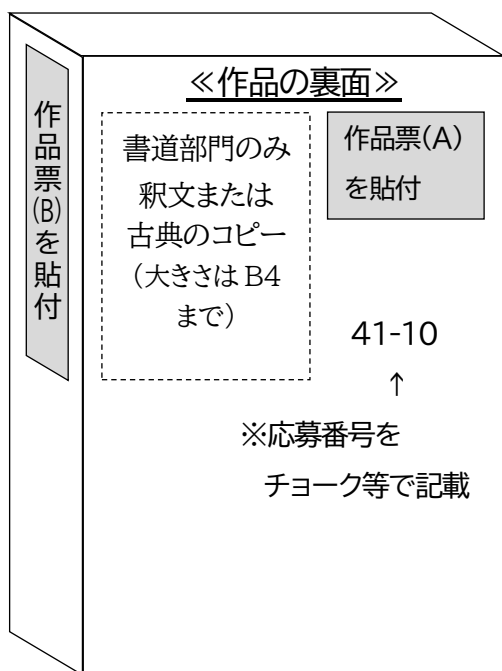 ≪作品の裏面≫
作品票(B)を貼付
書道部門のみ
釈文または
古典のコピー
（大きさは B4
まで）
作品票(A)
を貼付
41-10
↑
※応募番号を
チョーク等で記載